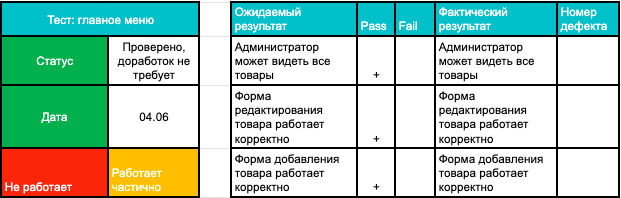 Тест: главное меню
Статус
Проверено,
доработок не
требует
Дата
04.06
Не работает
Работает
частично
Ожидаемый
результат
Pass
Fail
Фактический
результат
Номер
дефекта
Администратор
может видеть все
товары
+
Администратор
может видеть все
товары
Форма
редактирования
товара работает
корректно
+
Форма
редактирования
товара работает
корректно
Форма добавления
товара работает
корректно
+
Форма добавления
товара работает
корректно